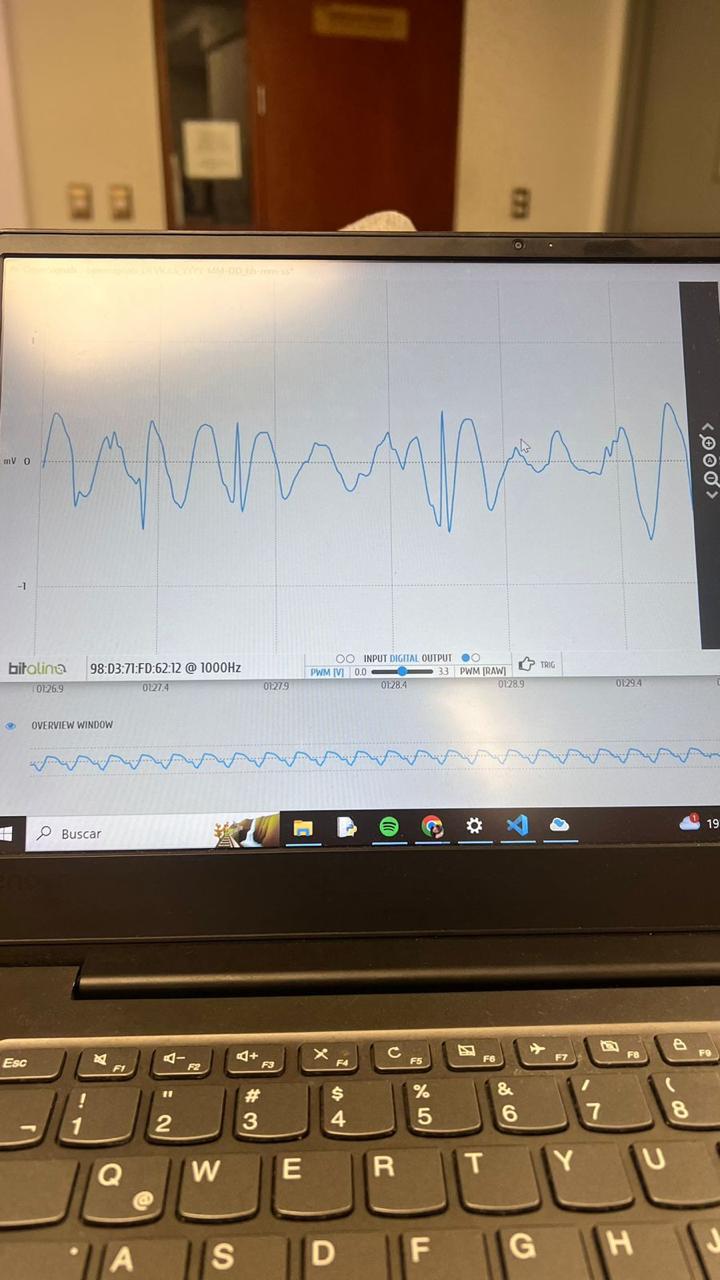 1
mV 0
-1
bitalino
98:D3:71:FD:62:12 @ 1000Hz
INPUT DIGITAL OUTPUT
PWM [V] 0.0 3.3 PWM [RAW]
TRIG
01:26.9 01:27.4 01:27.9 01:28.4 01:28.9 01:29.4
OVERVIEW WINDOW
Buscar
1
19
Esc F1 F2 F3 F4 F5 F6 F7 F8 F9
! " # $ % & / (
¬ 1 2 3 4 5 6 7 8
Q W E R T Y U
@
A S D F G H J